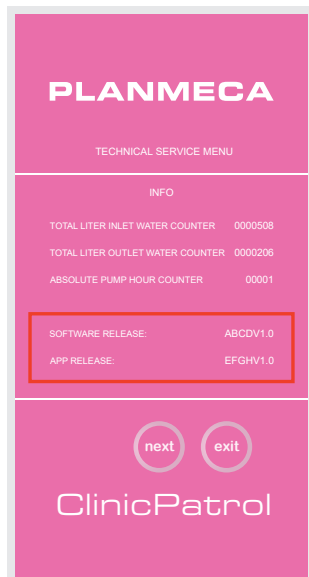 PLANMECA
TECHNICAL SERVICE MENU
INFO
TOTAL LITER INLET WATER COUNTER 0000508
TOTAL LITER OUTLET WATER COUNTER 0000206
ABSOLUTE PUMP HOUR COUNTER 00001
SOFTWARE RELEASE: ABCDV1.0
APP RELEASE: EFGHV1.0
next exit
ClinicPatrol